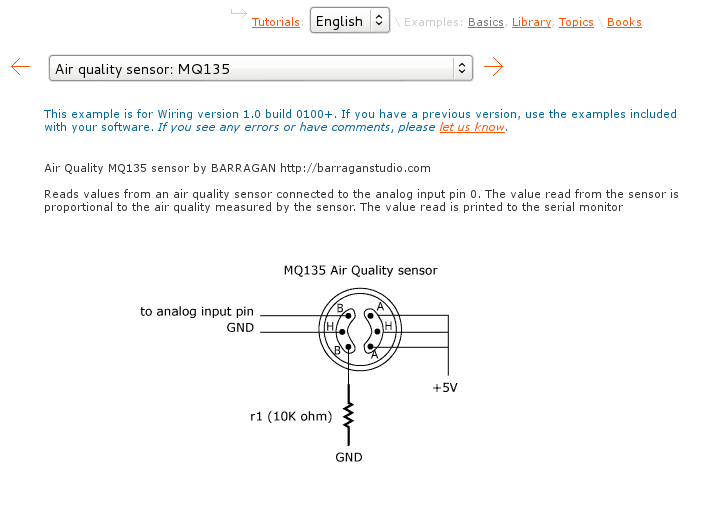 Tutorials: English \ Examples: Basics, Library, Topics \ Books
Air quality sensor: MQ135
This example is for Wiring version 1.0 build 0100+. If you have a previous version, use the examples included
with your software. If you see any errors or have comments, please let us know.
Air Quality MQ135 sensor by BARRAGAN http://barraganstudio.com
Reads values from an air quality sensor connected to the analog input pin 0. The value read from the sensor is
proportional to the air quality measured by the sensor. The value read is printed to the serial monitor
MQ135 Air Quality sensor
to analog input pin
B A
GND
H H
B A
+5V
r1 (10K ohm)
GND